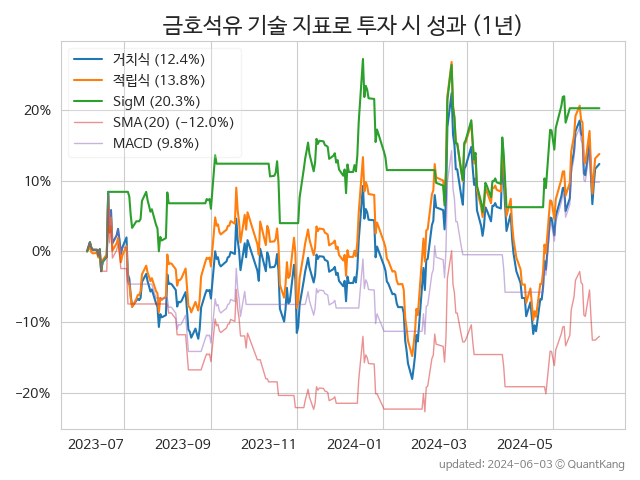 금호석유 기술 지표로 투자 시 성과 (1년)
거치식 (12.4%)
적립식 (13.8%)
SigM (20.3%)
SMA(20) (−12.0%)
MACD (9.8%)
20%
10%
0%
−10%
−20%
2023-07 2023-09 2023-11 2024-01 2024-03 2024-05
updated: 2024-06-03 © QuantKang